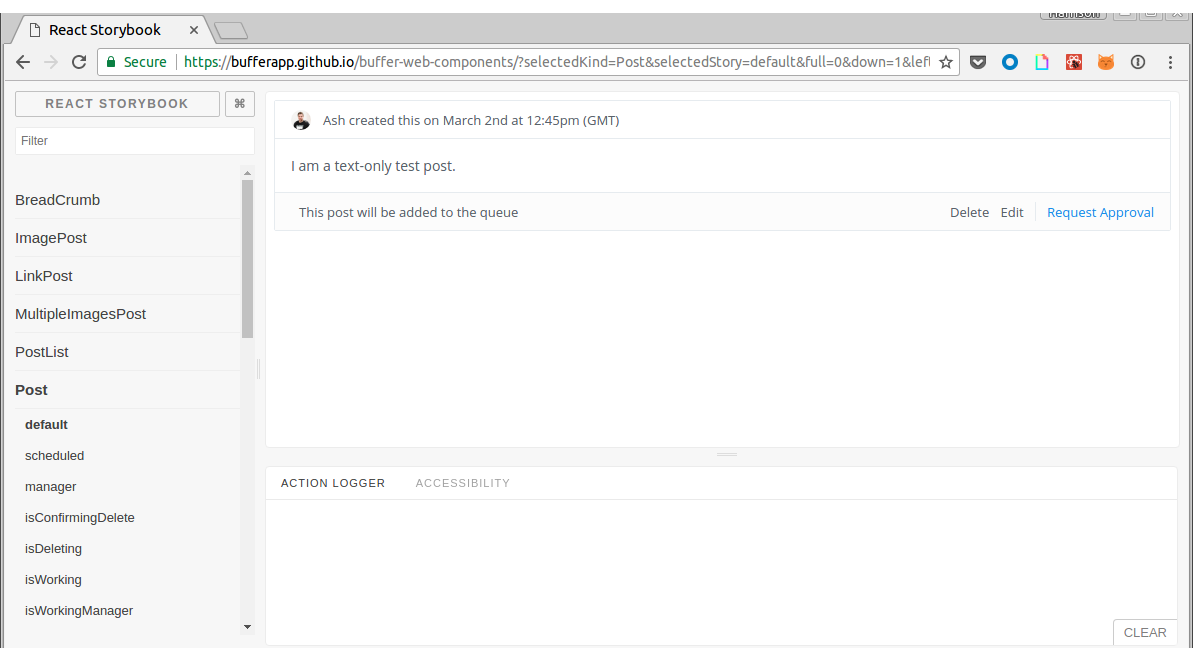 Harrison
React Storybook
Secure https://bufferapp.github.io/buffer-web-components/?selectedKind=Post&selectedStory=default&full=0&down=1&left
REACT STORYBOOK ⌘
Filter
BreadCrumb
ImagePost
LinkPost
MultipleImagesPost
PostList
Post
default
scheduled
manager
isConfirmingDelete
isDeleting
isWorking
isWorkingManager
Ash created this on March 2nd at 12:45pm (GMT)
I am a text-only test post.
This post will be added to the queue Delete Edit Request Approval
ACTION LOGGER ACCESSIBILITY
CLEAR